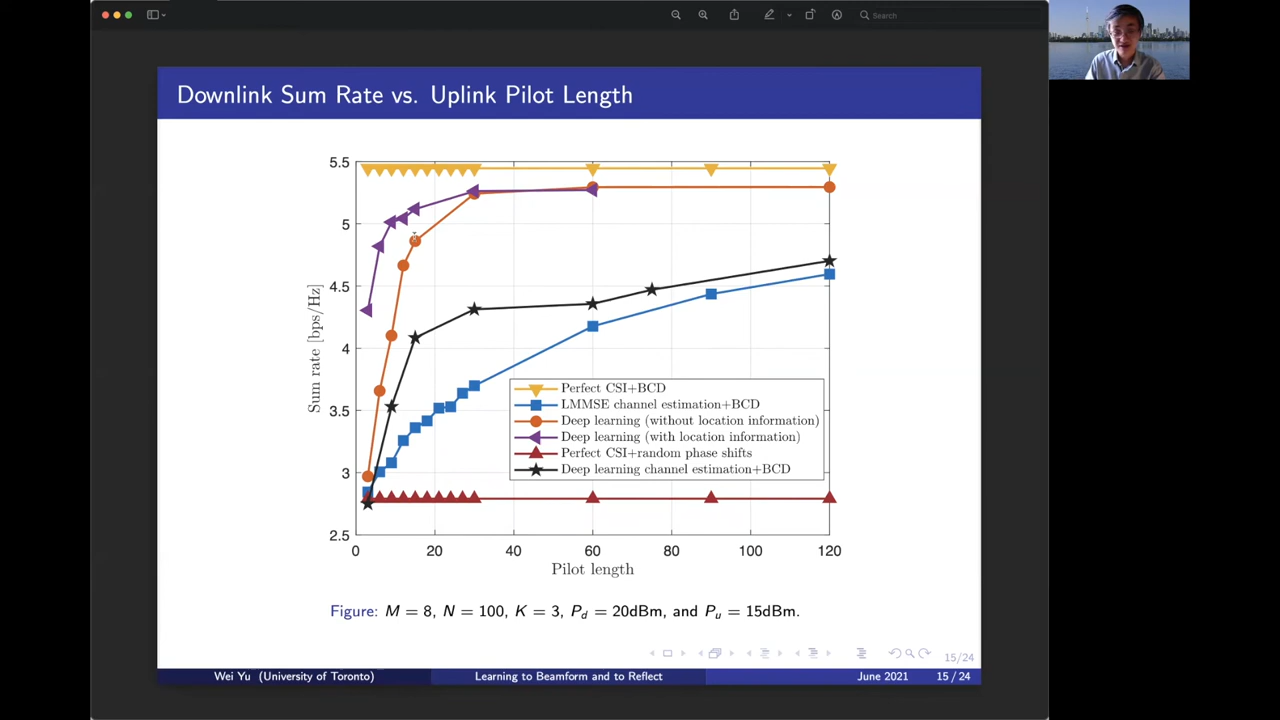 Search
Downlink Sum Rate vs. Uplink Pilot Length
5.5
5
4.5
4
3.5
3
2.5
Sum rate [bps/Hz]
Perfect CSI+BCD
LMMSE channel estimation+BCD
Deep learning (without location information)
Deep learning (with location information)
Perfect CSI+random phase shifts
Deep learning channel estimation+BCD
0 20 40 60 80 100 120
Pilot length
Figure: M = 8, N = 100, K = 3, P_d = 20dBm, and P_u = 15dBm.
15/24
Wei Yu (University of Toronto) Learning to Beamform and to Reflect June 2021 15 / 24